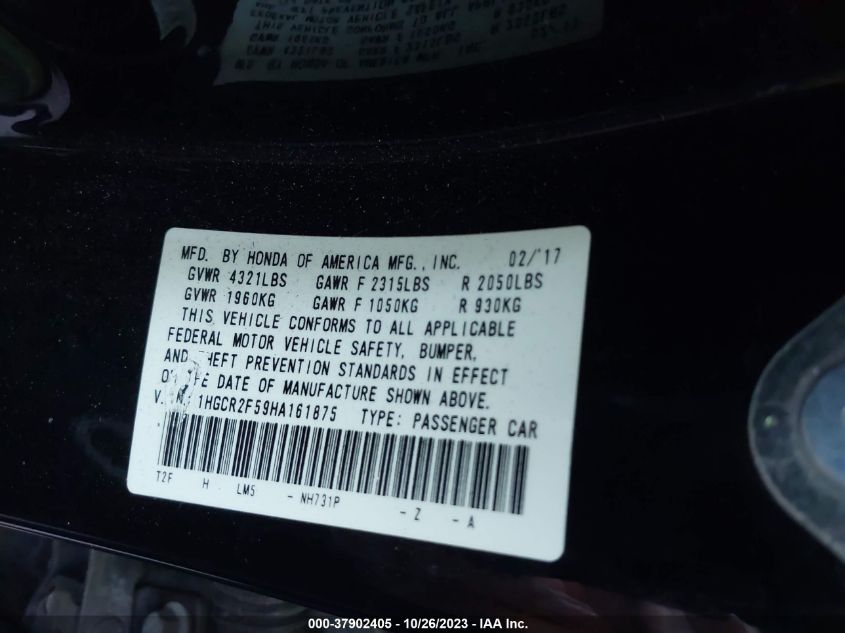 MFD. BY HONDA OF AMERICA MFG., INC. 02/'17
GVWR 4321LBS GAWR F 2315LBS R 2050LBS
GVWR 1960KG GAWR F 1050KG R 930KG
THIS VEHICLE CONFORMS TO ALL APPLICABLE
FEDERAL MOTOR VEHICLE SAFETY, BUMPER,
AND THEFT PREVENTION STANDARDS IN EFFECT
DATE OF MANUFACTURE SHOWN ABOVE.
1HGCR2F59HA161875 TYPE: PASSENGER CAR
T2F H LM5 - NH731P - Z - A
000-37902405 - 10/26/2023 - IAA Inc.